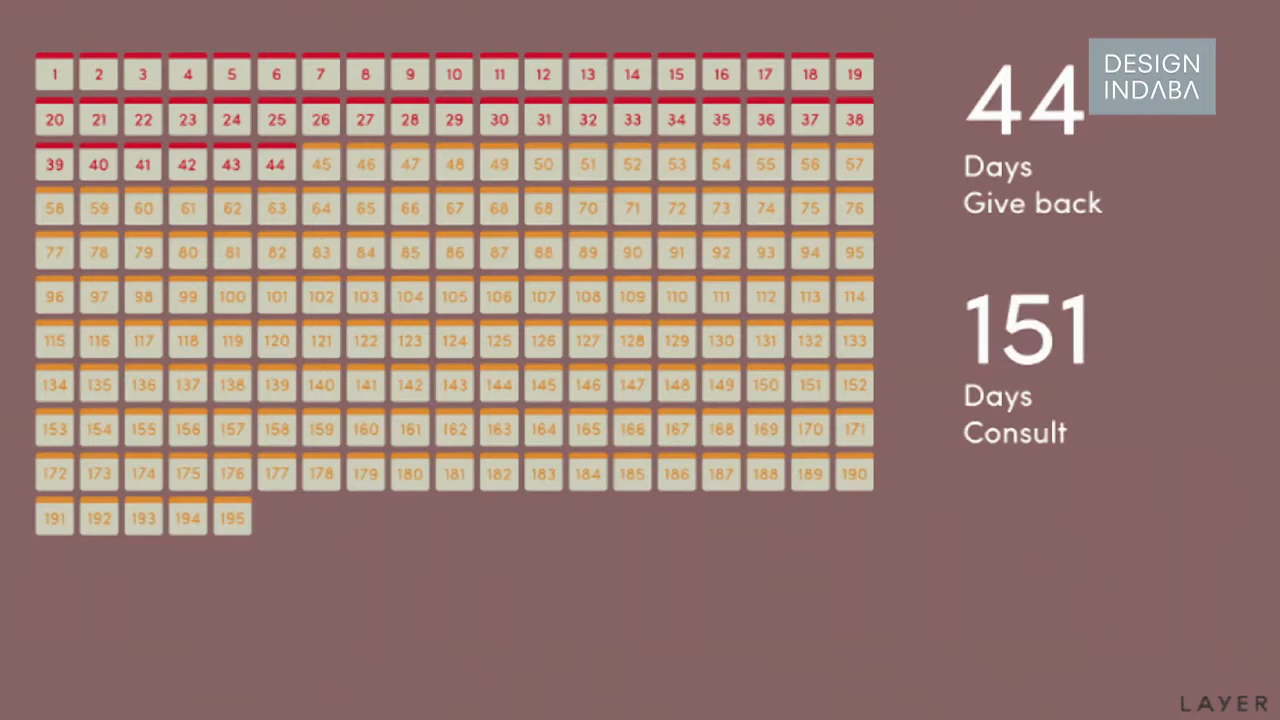 1 2 3 4 5 6 7 8 9 10 11 12 13 14 15 16 17 18 19
20 21 22 23 24 25 26 27 28 29 30 31 32 33 34 35 36 37 38
39 40 41 42 43 44 45 46 47 48 49 50 51 52 53 54 55 56 57
58 59 60 61 62 63 64 65 66 67 68 68 70 71 72 73 74 75 76
77 78 79 80 81 82 83 84 85 86 87 88 89 90 91 92 93 94 95
96 97 98 99 100 101 102 103 104 105 106 107 108 109 110 111 112 113 114
115 116 117 118 119 120 121 122 123 124 125 126 127 128 129 130 131 132 133
134 135 136 137 138 139 140 141 142 143 144 145 146 147 148 149 150 151 152
153 154 155 156 157 158 159 160 161 162 163 164 165 166 167 168 169 170 171
172 173 174 175 176 177 178 179 180 181 182 183 184 185 186 187 188 189 190
191 192 193 194 195
44
Days
Give back
151
Days
Consult
DESIGN
INDABA
LAYER